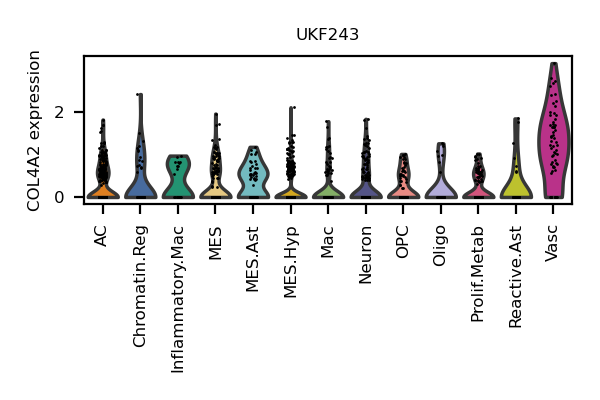 UKF243
COL4A2 expression
2
0
AC
Chromatin.Reg
Inflammatory.Mac
MES
MES.Ast
MES.Hyp
Mac
Neuron
OPC
Oligo
Prolif.Metab
Reactive.Ast
Vasc